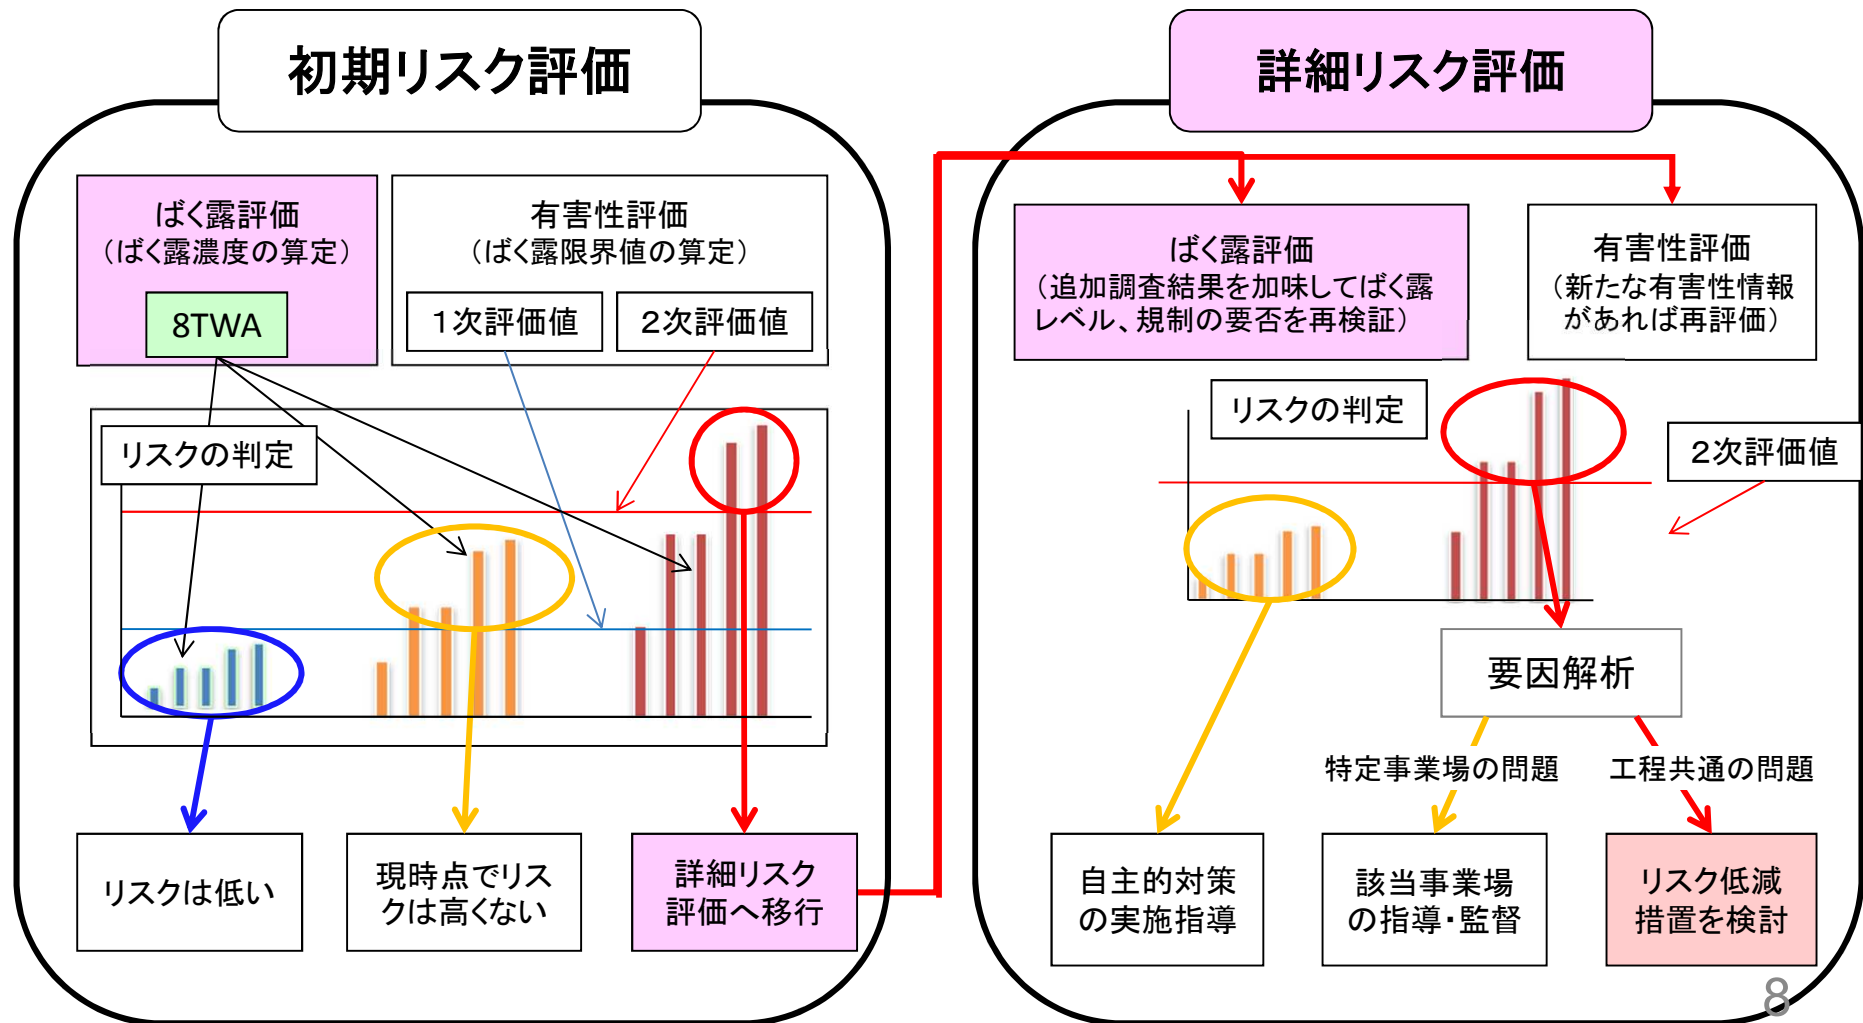 初期リスク評価
ばく露評価
（ばく露濃度の算定）
8TWA
有害性評価
（ばく露限界値の算定）
１次評価値
２次評価値
リスクの判定
リスクは低い
現時点でリス
クは高くない
詳細リスク
評価へ移行
詳細リスク評価
ばく露評価
（追加調査結果を加味してばく露
レベル、規制の要否を再検証）
有害性評価
（新たな有害性情報
があれば再評価）
リスクの判定
２次評価値
要因解析
特定事業場の問題
工程共通の問題
自主的対策
の実施指導
該当事業場
の指導・監督
リスク低減
措置を検討
8